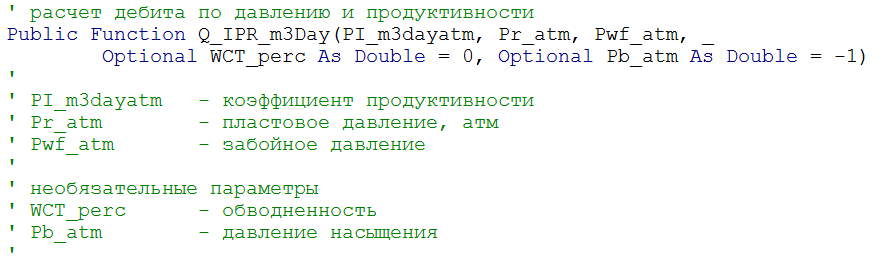 ' расчет дебита по давлению и продуктивности
Public Function Q_IPR_m3Day(PI_m3dayatm, Pr_atm, Pwf_atm, _
Optional WCT_perc As Double = 0, Optional Pb_atm As Double = -1)
'
' PI_m3dayatm - коэффициент продуктивности
' Pr_atm - пластовое давление, атм
' Pwf_atm - забойное давление
'
' необязательные параметры
' WCT_perc - обводненность
' Pb_atm - давление насыщения
'